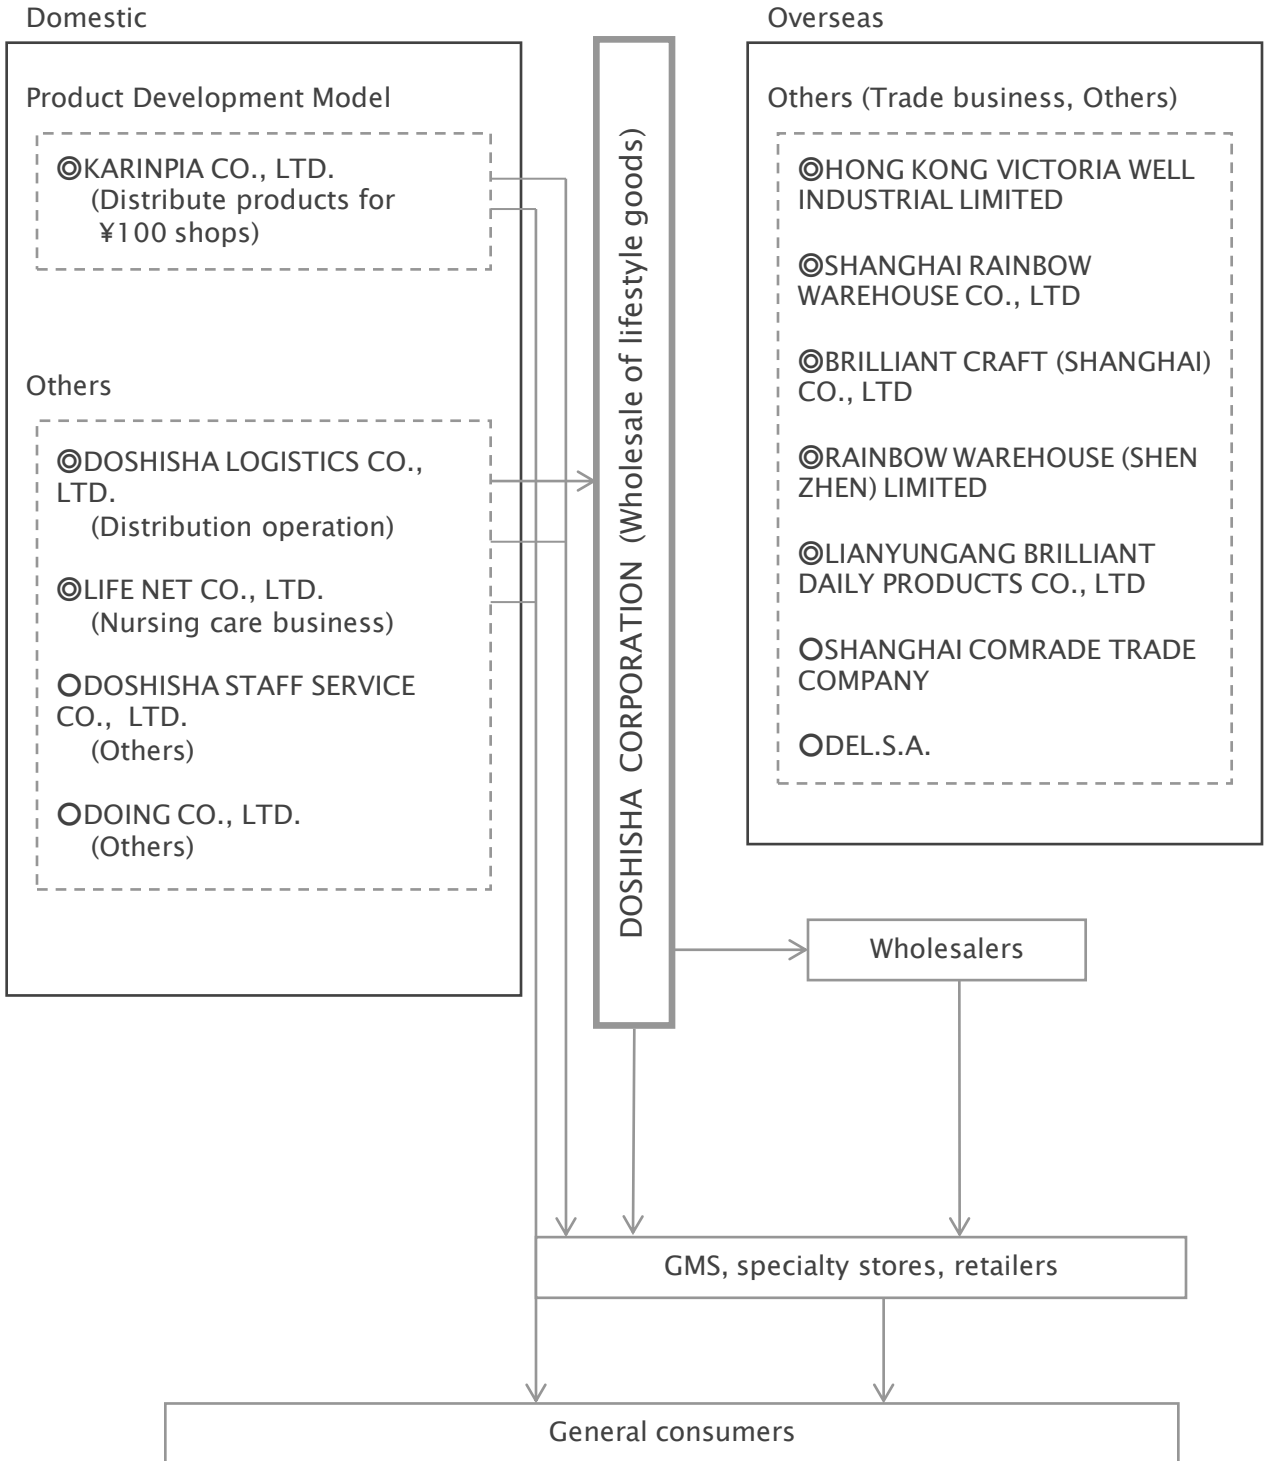 Domestic
Product Development Model
◎KARINPIA CO., LTD.
(Distribute products for
¥100 shops)
Others
◎DOSHISHA LOGISTICS CO.,
LTD.
(Distribution operation)
◎LIFE NET CO., LTD.
(Nursing care business)
○DOSHISHA STAFF SERVICE
CO., LTD.
(Others)
○DOING CO., LTD.
(Others)
DOSHISHA CORPORATION (Wholesale of lifestyle goods)
Overseas
Others (Trade business, Others)
◎HONG KONG VICTORIA WELL
INDUSTRIAL LIMITED
◎SHANGHAI RAINBOW
WAREHOUSE CO., LTD
◎BRILLIANT CRAFT (SHANGHAI)
CO., LTD
◎RAINBOW WAREHOUSE (SHEN
ZHEN) LIMITED
◎LIANYUNGANG BRILLIANT
DAILY PRODUCTS CO., LTD
○SHANGHAI COMRADE TRADE
COMPANY
○DEL.S.A.
Wholesalers
GMS, specialty stores, retailers
General consumers